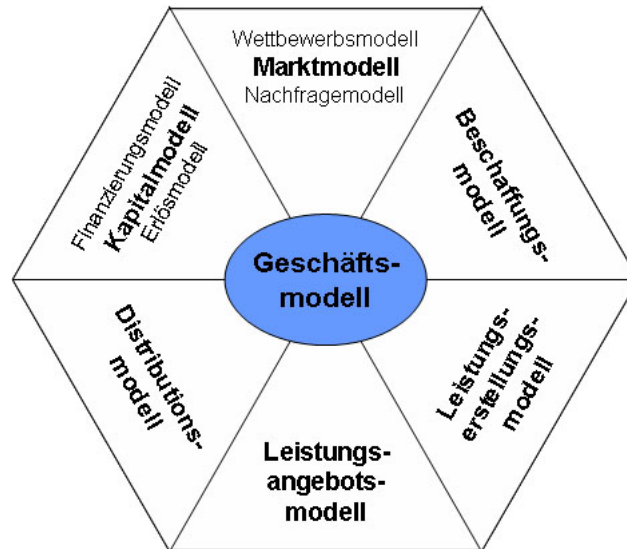 Wettbewerbsmodell
Marktmodell
Nachfragemodell
Beschaffungs-
modell
Leistungs-
erstellungs-
modell
Leistungs-
angebots-
modell
Distributions-
modell
Finanzierungsmodell
Kapitalmodell
Erlösmodell
Geschäfts-
modell